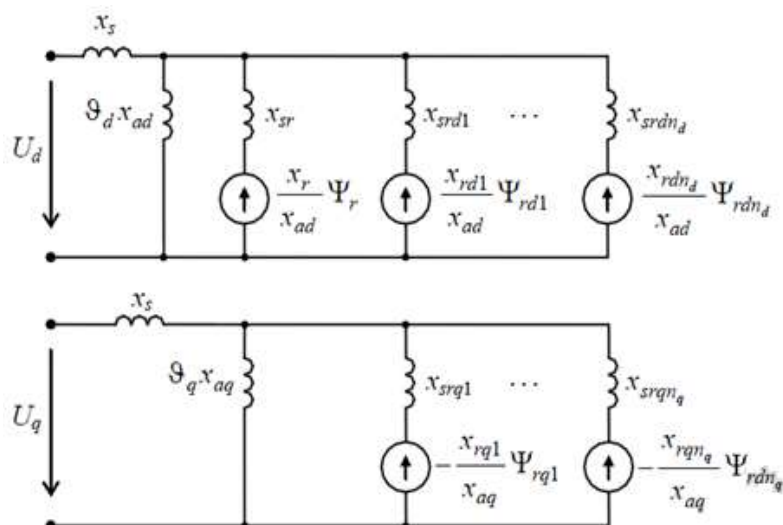 x_s
ϑ_d x_ad
x_sr
x_srd1
...
x_srdn_d
U_d
x_r/x_ad Ψ_r
x_rd1/x_ad Ψ_rd1
x_rdn_d/x_ad Ψ_rdn_d
x_s
ϑ_q x_aq
x_srq1
...
x_srqn_q
U_q
-x_rq1/x_aq Ψ_rq1
-x_rqn_q/x_aq Ψ_rdn_q